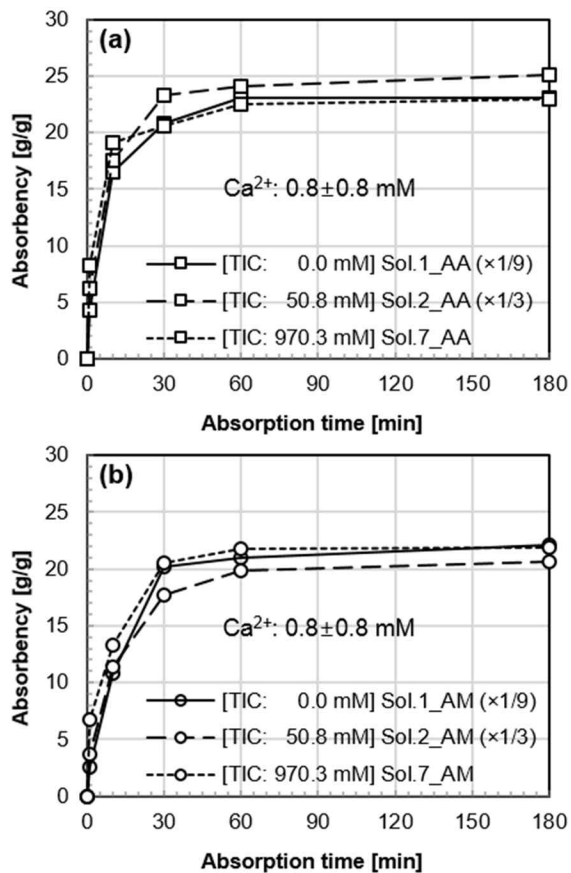 (a)
30
25
20
15
10
5
0
Absorbency [g/g]
Ca²⁺: 0.8±0.8 mM
[TIC: 0.0 mM] Sol.1_AA (×1/9)
[TIC: 50.8 mM] Sol.2_AA (×1/3)
[TIC: 970.3 mM] Sol.7_AA
0 30 60 90 120 150 180
Absorption time [min]
(b)
30
25
20
15
10
5
0
Absorbency [g/g]
Ca²⁺: 0.8±0.8 mM
[TIC: 0.0 mM] Sol.1_AM (×1/9)
[TIC: 50.8 mM] Sol.2_AM (×1/3)
[TIC: 970.3 mM] Sol.7_AM
0 30 60 90 120 150 180
Absorption time [min]